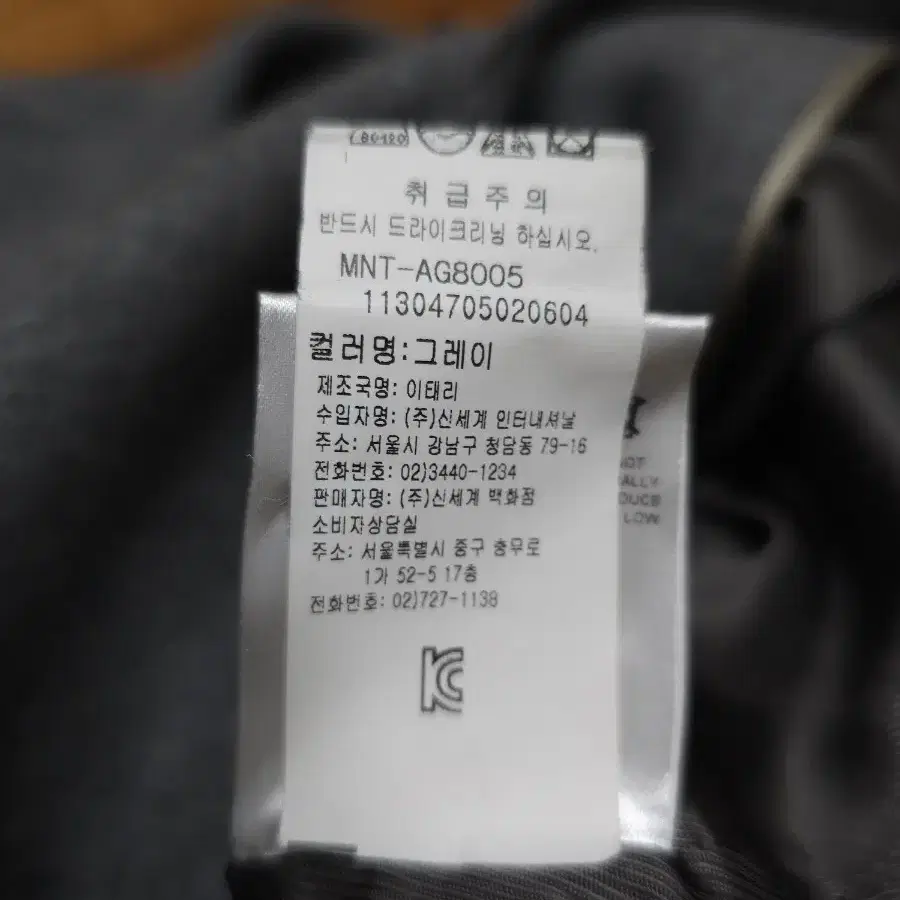 취급주의
반드시 드라이크리닝 하십시오.
MNT-AG8005
11304705020604
컬러명:그레이
제조국명: 이태리
수입자명: (주)신세계 인터내셔날
주소: 서울시 강남구 청담동 79-16
전화번호: 02)3440-1234
판매자명: (주)신세계 백화점
소비자상담실
주소: 서울특별시 중구 충무로
1가 52-5 17층
전화번호: 02)727-1138
LOW